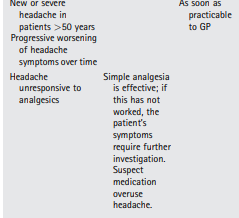 New or severe
headache in
patients >50 years
As soon as
practicable
to GP
Progressive worsening
of headache
symptoms over time
Headache
unresponsive to
analgesics
Simple analgesia
is effective; if
this has not
worked, the
patient's
symptoms
require further
investigation.
Suspect
medication
overuse
headache.